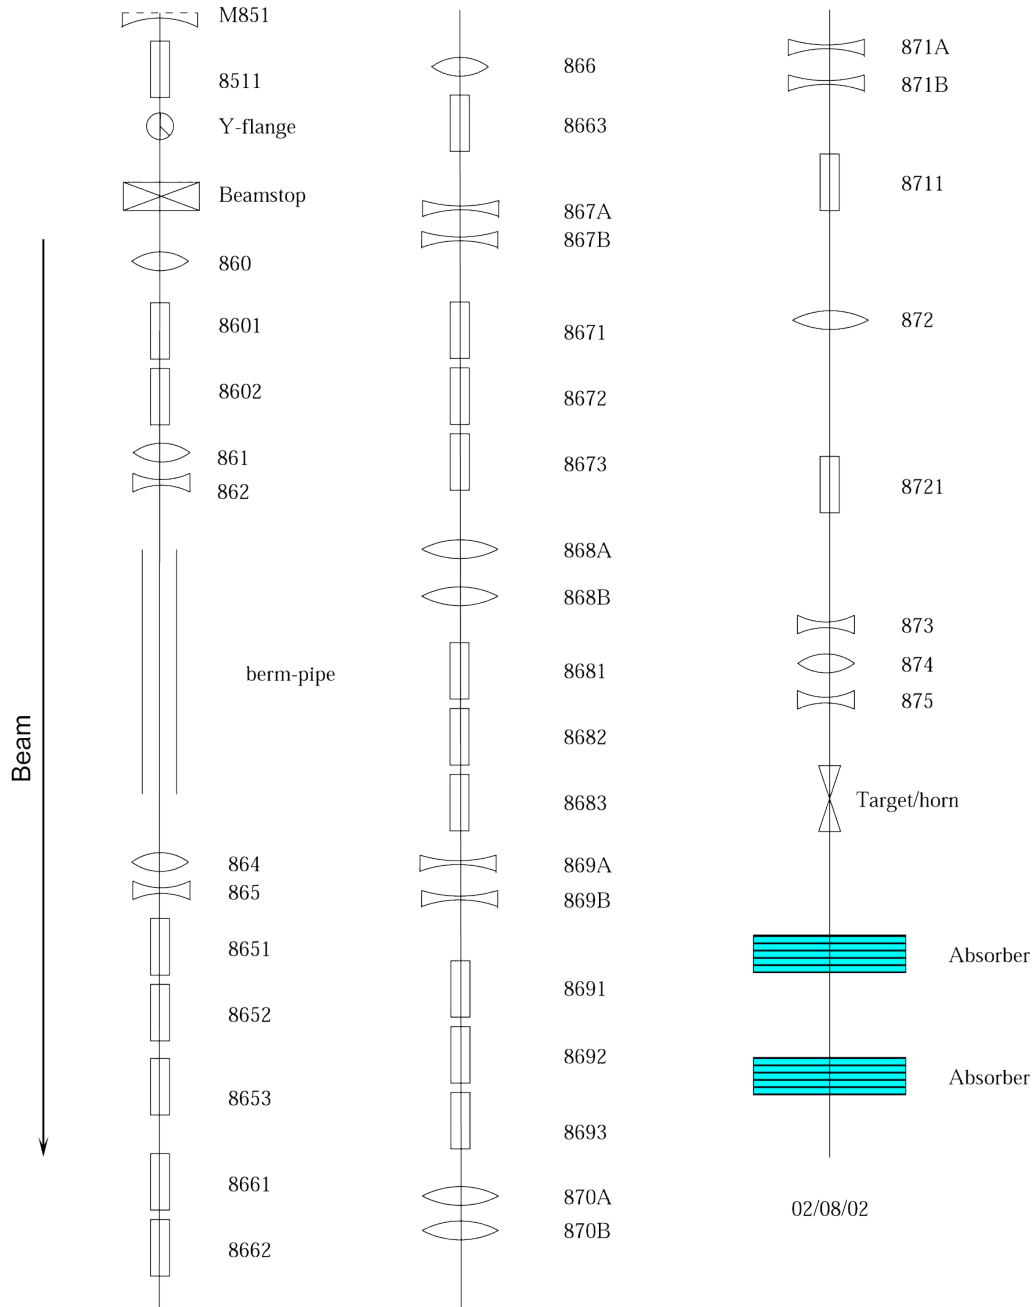 M851
8511
Y-flange
Beamstop
860
8601
8602
861
862
berm-pipe
864
865
8651
8652
8653
8661
8662
Beam
866
8663
867A
867B
8671
8672
8673
868A
868B
8681
8682
8683
869A
869B
8691
8692
8693
870A
870B
871A
871B
8711
872
8721
873
874
875
Target/horn
Absorber
Absorber
02/08/02